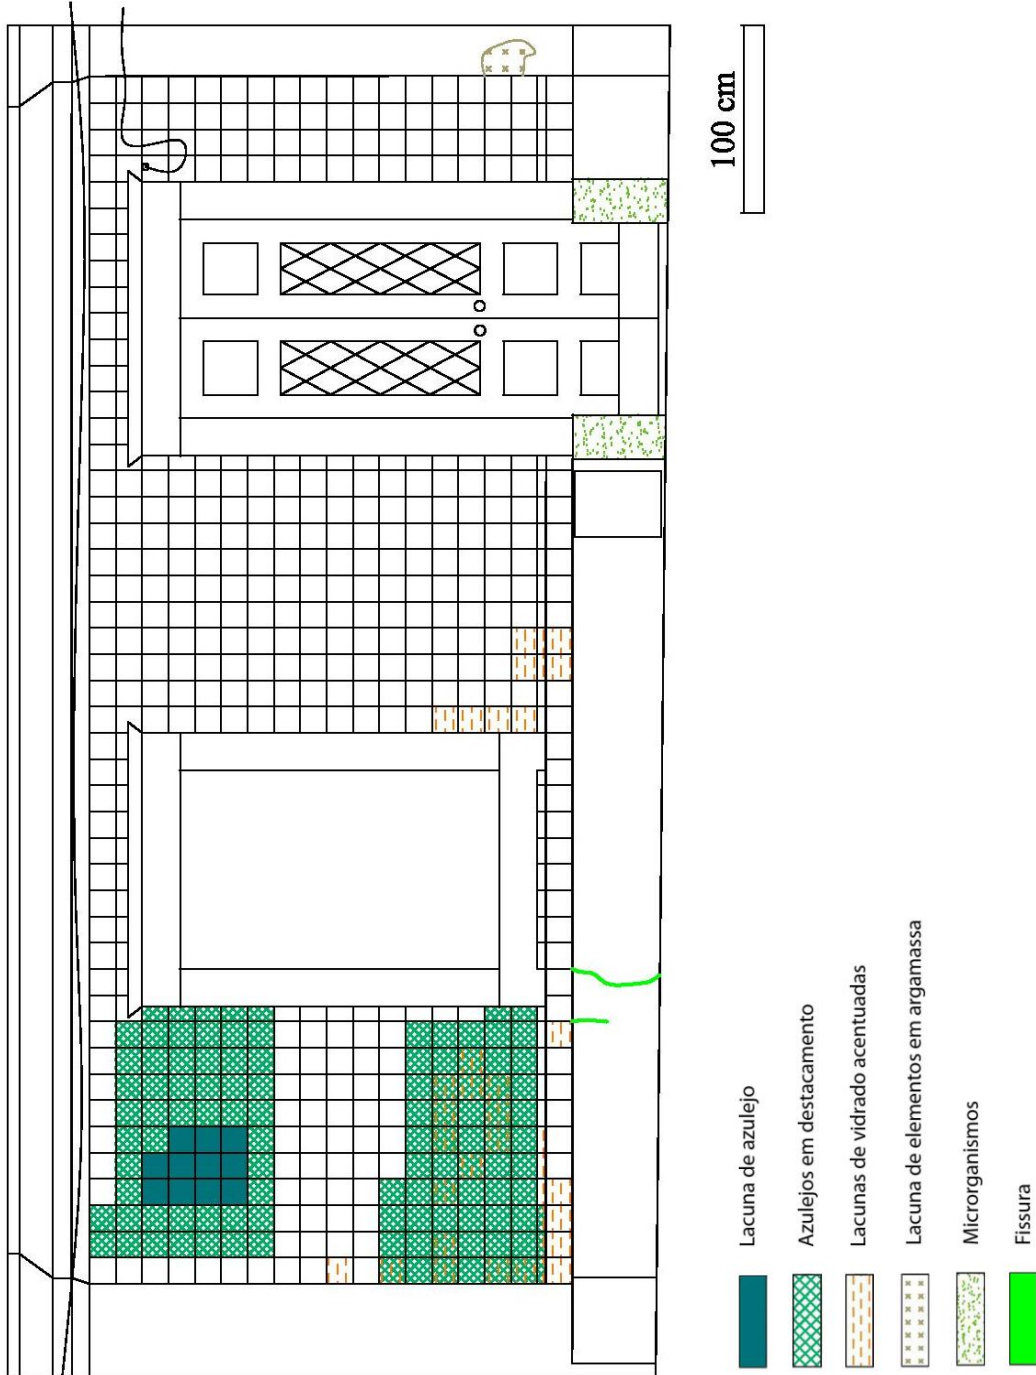 100 cm
Lacuna de azulejo
Azulejos em destacamento
Lacunas de vidrado acentuadas
Lacuna de elementos em argamassa
Microrganismos
Fissura